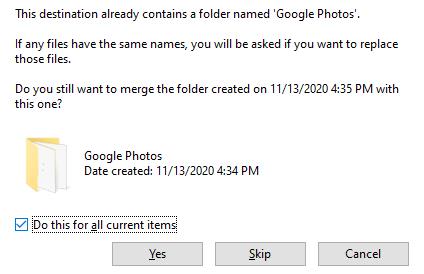 This destination already contains a folder named 'Google Photos'.
If any files have the same names, you will be asked if you want to replace
those files.
Do you still want to merge the folder created on 11/13/2020 4:35 PM with
this one?
Google Photos
Date created: 11/13/2020 4:34 PM
Do this for all current items
Yes Skip Cancel